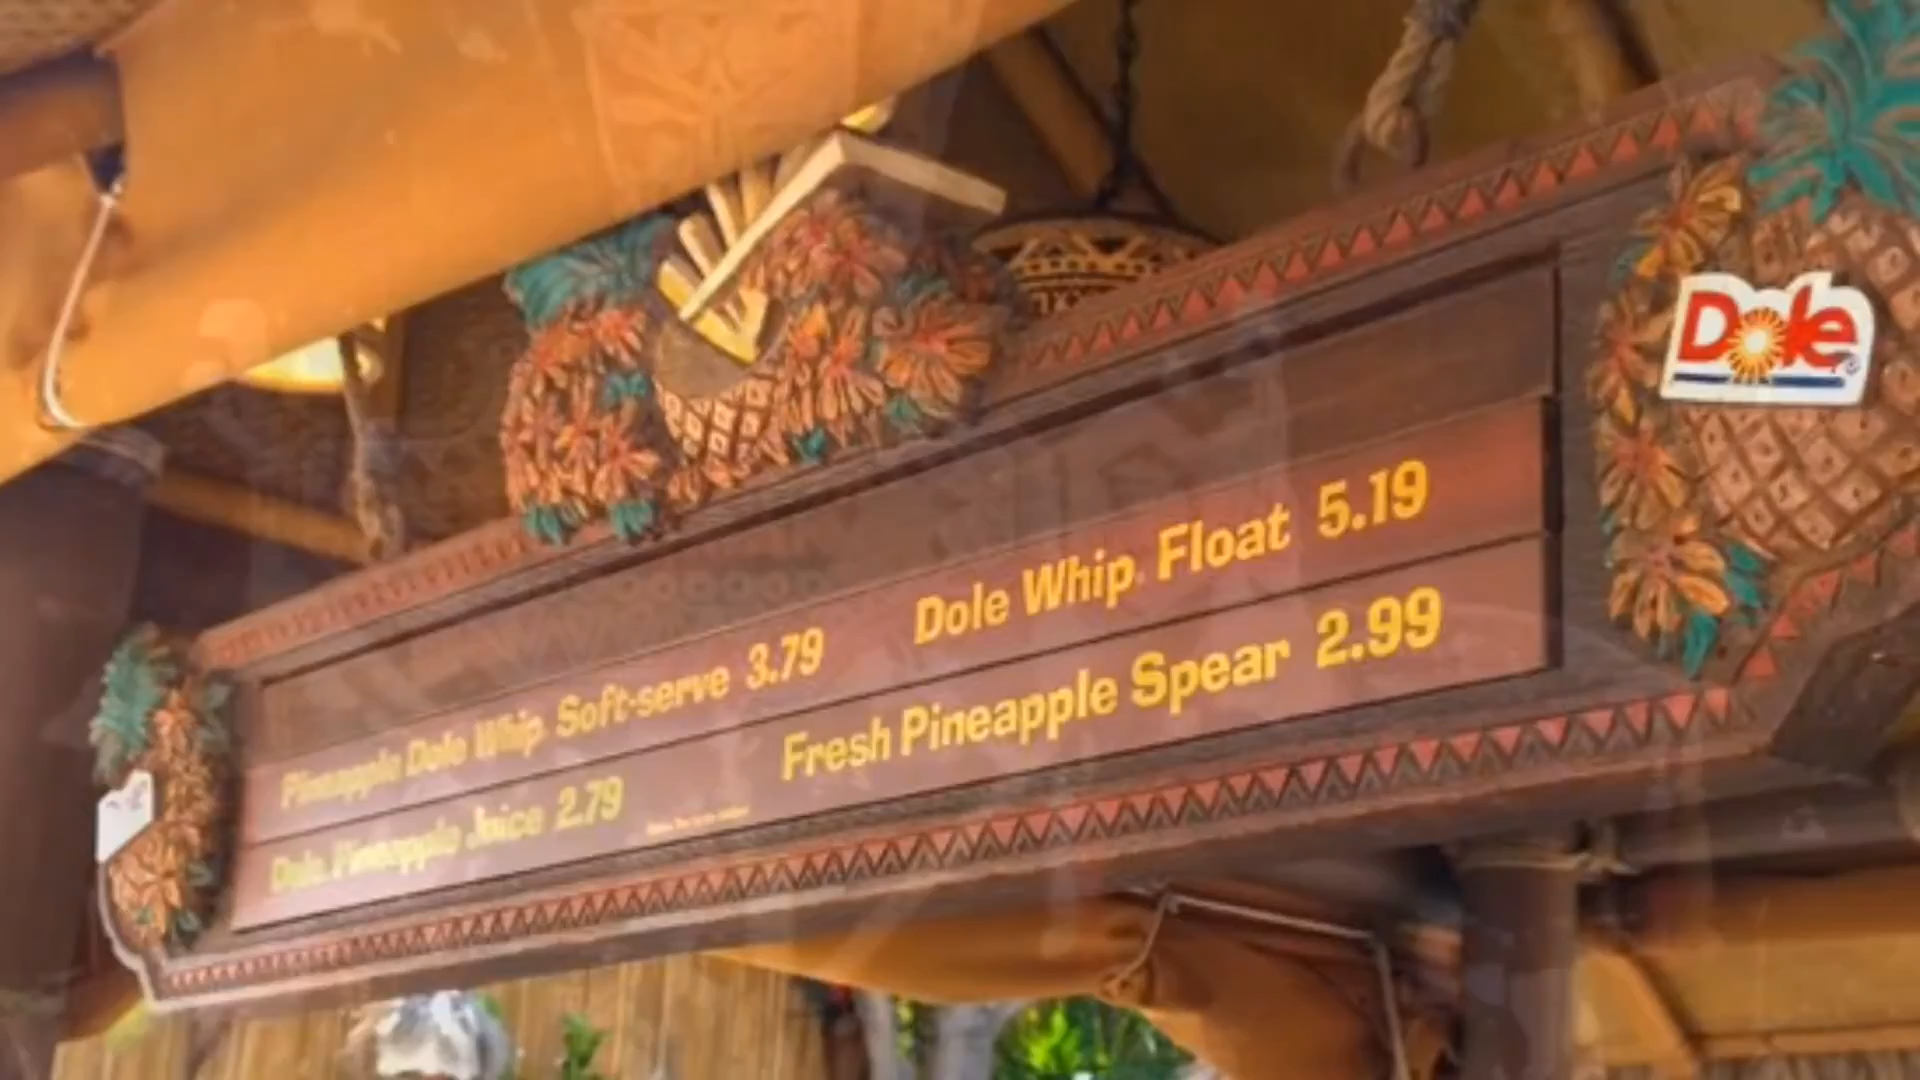 Dole
Pineapple Dole Whip Soft-serve 3.79
Dole Whip Float 5.19
Dole Pineapple Juice 2.79
Fresh Pineapple Spear 2.99